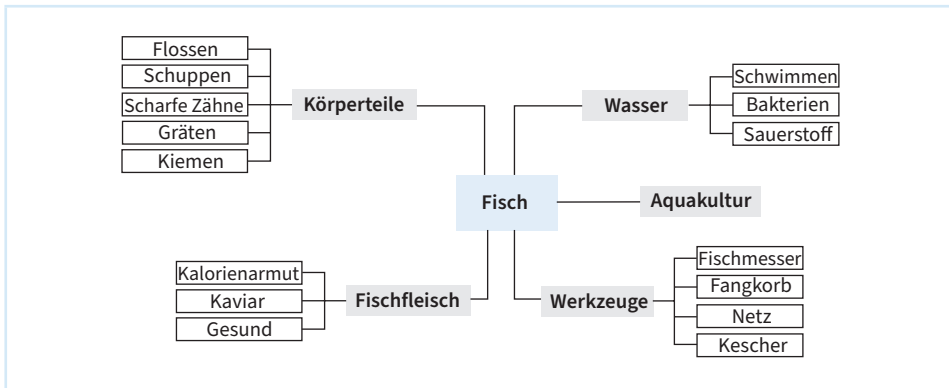 Flossen
Schuppen
Scharfe Zähne
Gräten
Kiemen
Körperteile
Wasser
Schwimmen
Bakterien
Sauerstoff
Fisch
Aquakultur
Kalorienarmut
Kaviar
Gesund
Fischfleisch
Werkzeuge
Fischmesser
Fangkorb
Netz
Kescher